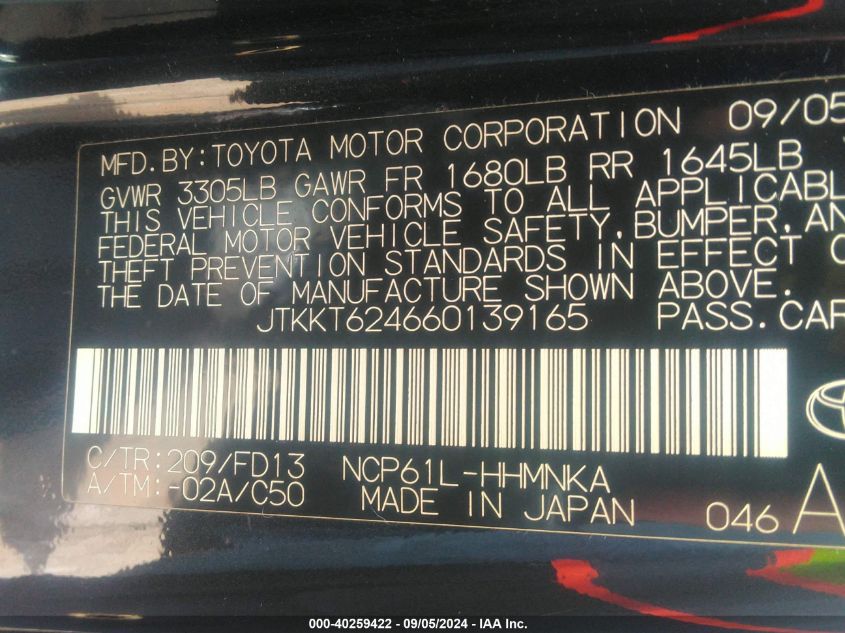 MFD.BY:TOYOTA MOTOR CORPORATION 09/05
GVWR 3305LB GAWR FR 1680LB RR 1645LB
THIS VEHICLE CONFORMS TO ALL APPLICABL
FEDERAL MOTOR VEHICLE SAFETY,BUMPER,AN
THEFT PREVENTION STANDARDS IN EFFECT O
THE DATE OF MANUFACTURE SHOWN ABOVE.
JTKKT624660139165 PASS.CAR
C/TR:209/FD13 NCP61L-HHMNKA
A/TM:-02A/C50 MADE IN JAPAN 046 A
000-40259422 - 09/05/2024 - IAA Inc.